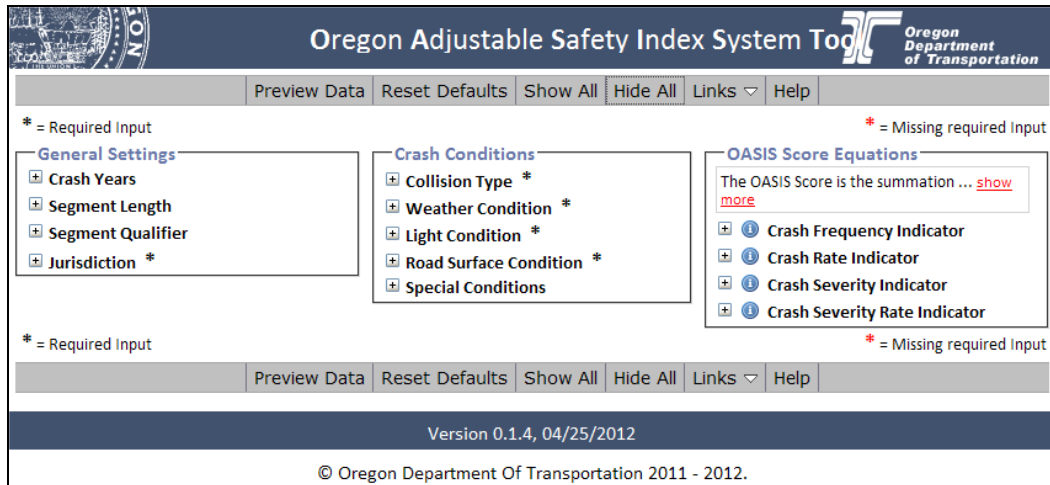 Oregon Adjustable Safety Index System Tool
Oregon
Department
of Transportation
Preview Data Reset Defaults Show All Hide All Links Help
* = Required Input
* = Missing required Input
General Settings
Crash Years
Segment Length
Segment Qualifier
Jurisdiction *
Crash Conditions
Collision Type *
Weather Condition *
Light Condition *
Road Surface Condition *
Special Conditions
OASIS Score Equations
The OASIS Score is the summation ... show
more
Crash Frequency Indicator
Crash Rate Indicator
Crash Severity Indicator
Crash Severity Rate Indicator
* = Required Input
* = Missing required Input
Preview Data Reset Defaults Show All Hide All Links Help
Version 0.1.4, 04/25/2012
© Oregon Department Of Transportation 2011 - 2012.